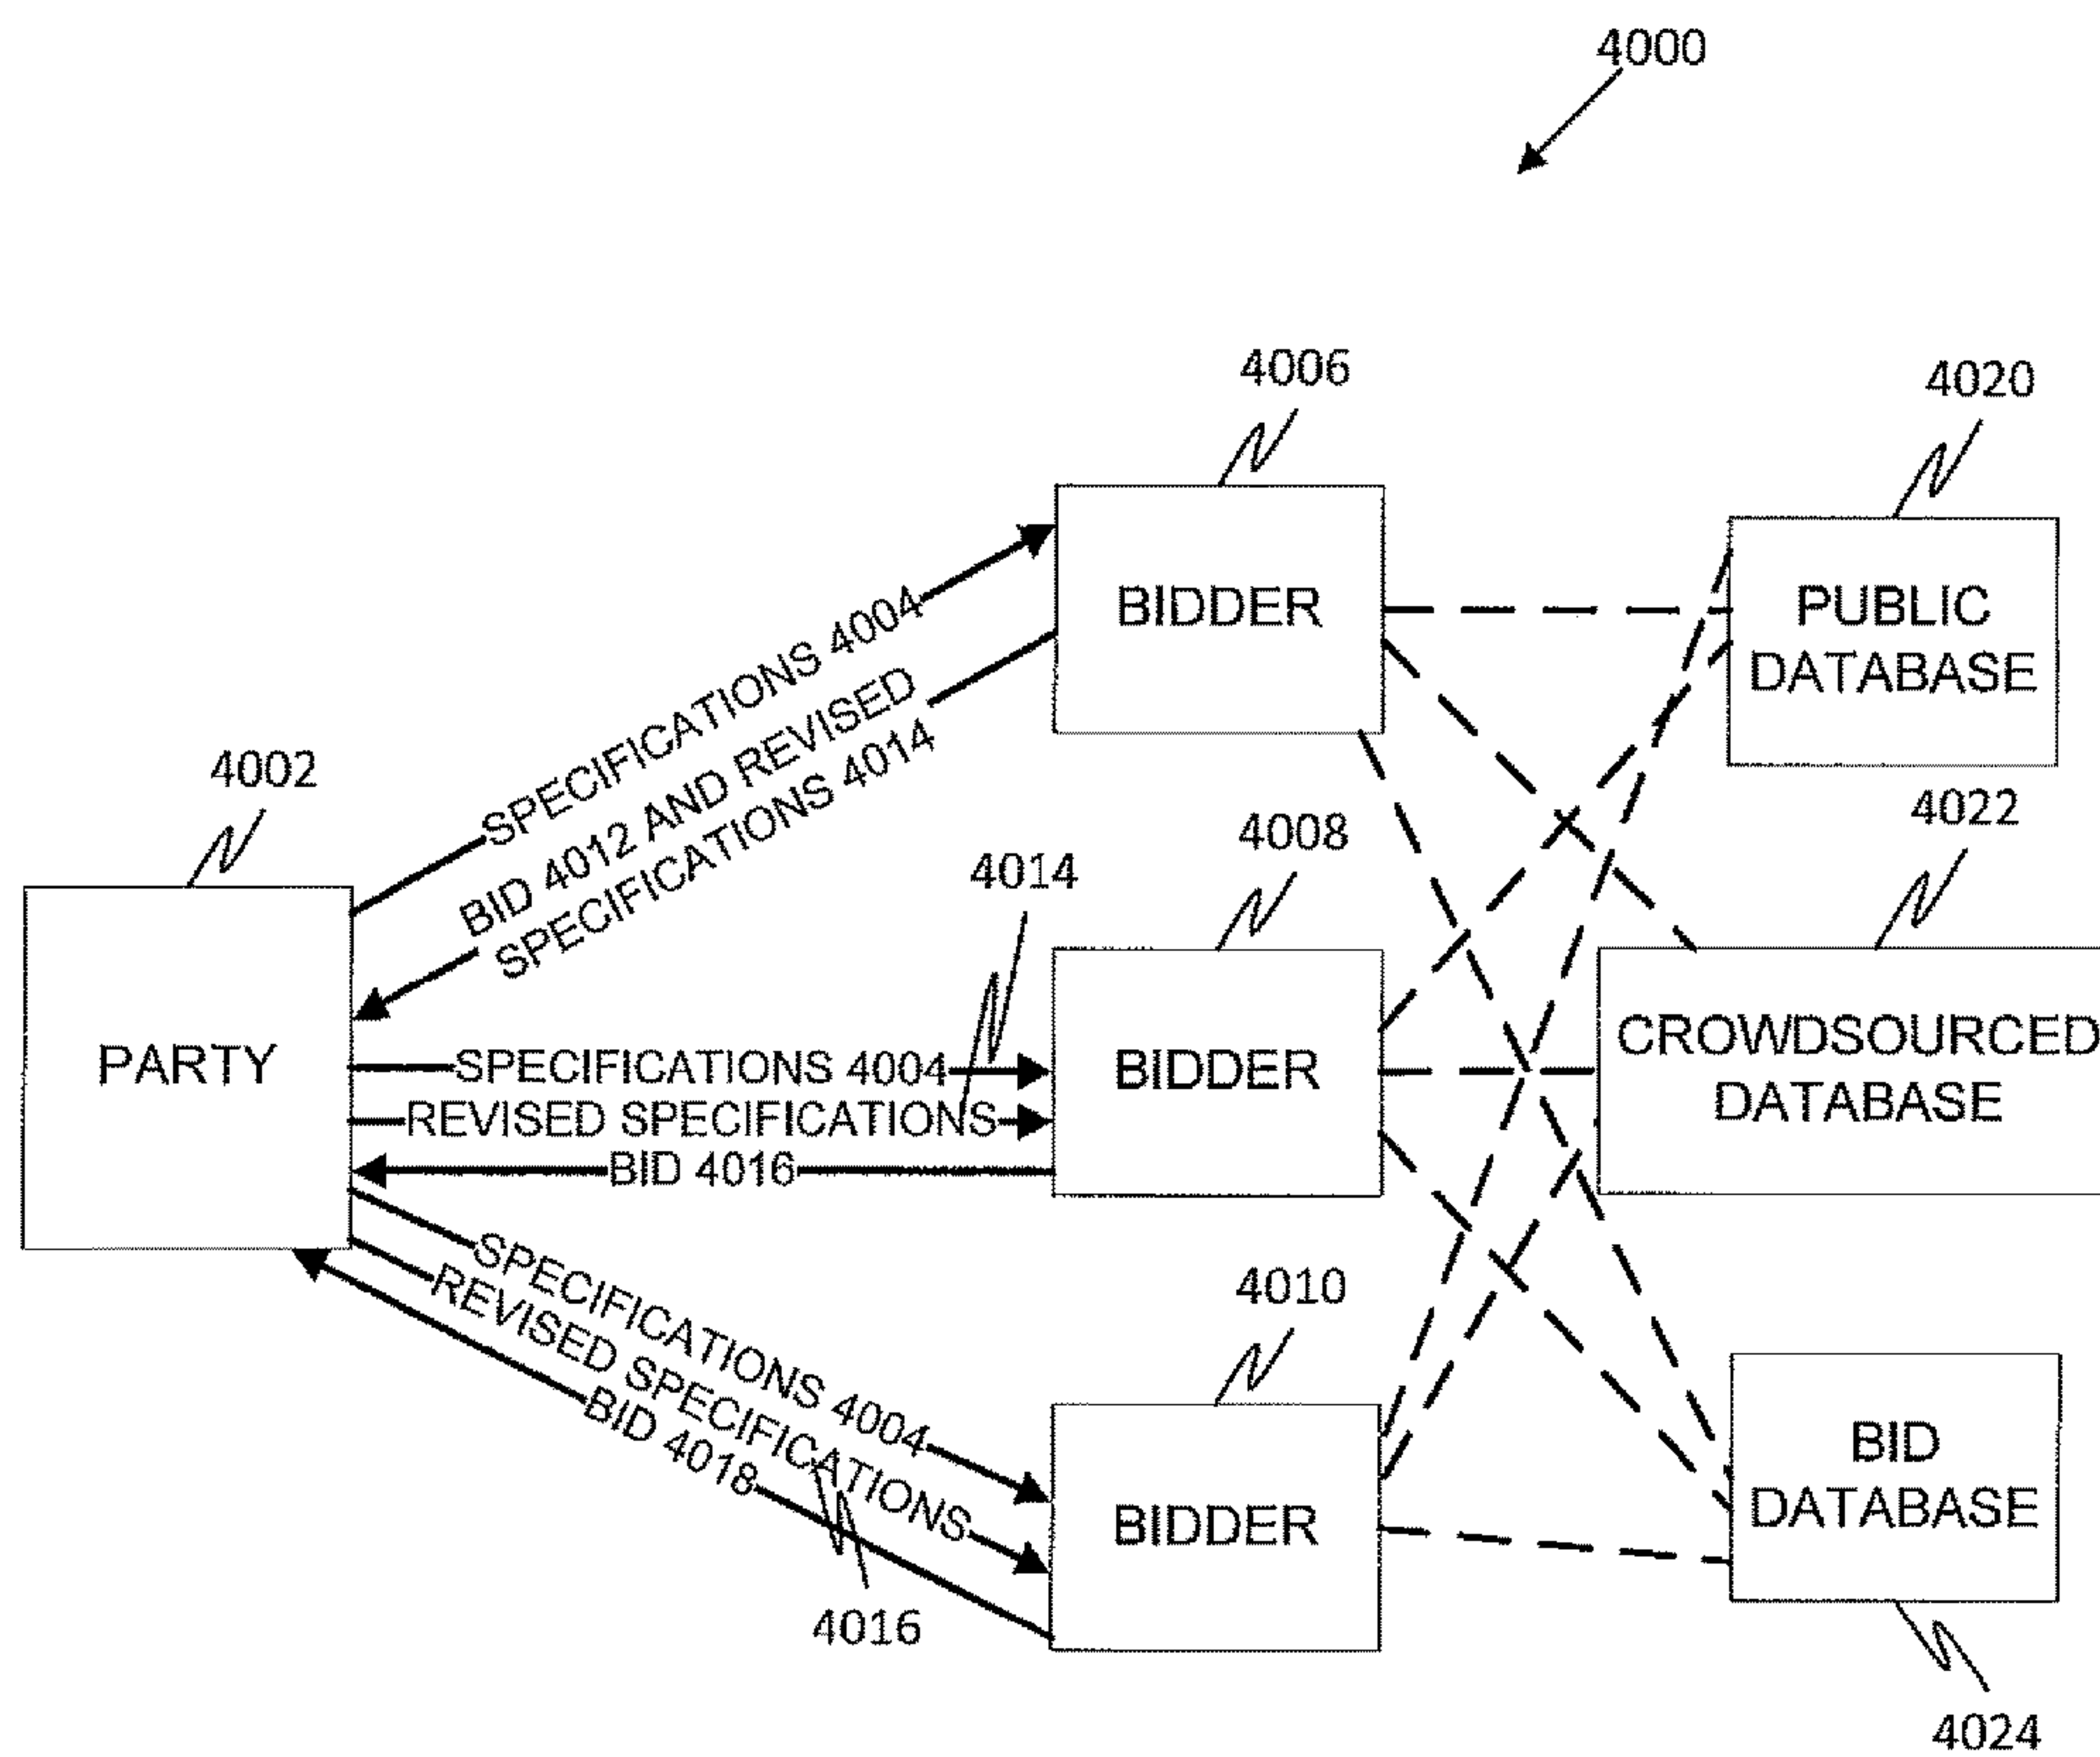 4000
4006
4020
BIDDER
PUBLIC
DATABASE
SPECIFICATIONS 4004
BID 4012 AND REVISED
SPECIFICATIONS 4014
4002
4014
4008
4022
PARTY
SPECIFICATIONS 4004
REVISED SPECIFICATIONS
BID 4016
BIDDER
CROWDSOURCED
DATABASE
4010
SPECIFICATIONS 4004
REVISED SPECIFICATIONS
BID 4018
4016
BIDDER
BID
DATABASE
4024